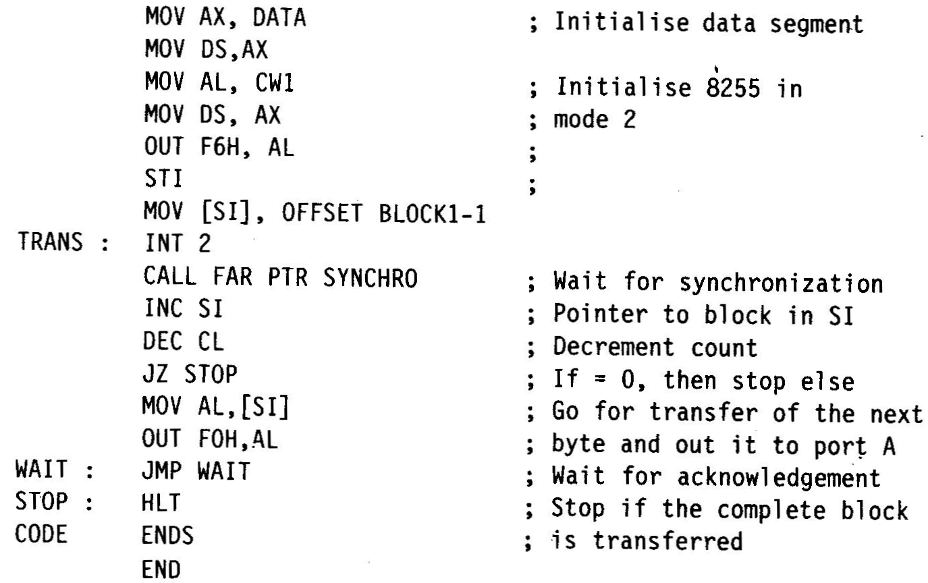 MOV AX, DATA ; Initialise data segment
MOV DS,AX
MOV AL, CW1 ; Initialise 8255 in
MOV DS, AX ; mode 2
OUT F6H, AL ;
STI ;
MOV [SI], OFFSET BLOCK1-1
TRANS : INT 2
CALL FAR PTR SYNCHRO ; Wait for synchronization
INC SI ; Pointer to block in SI
DEC CL ; Decrement count
JZ STOP ; If = 0, then stop else
MOV AL,[SI] ; Go for transfer of the next
OUT F0H,AL ; byte and out it to port A
WAIT : JMP WAIT ; Wait for acknowledgement
STOP : HLT ; Stop if the complete block
CODE ENDS ; is transferred
END